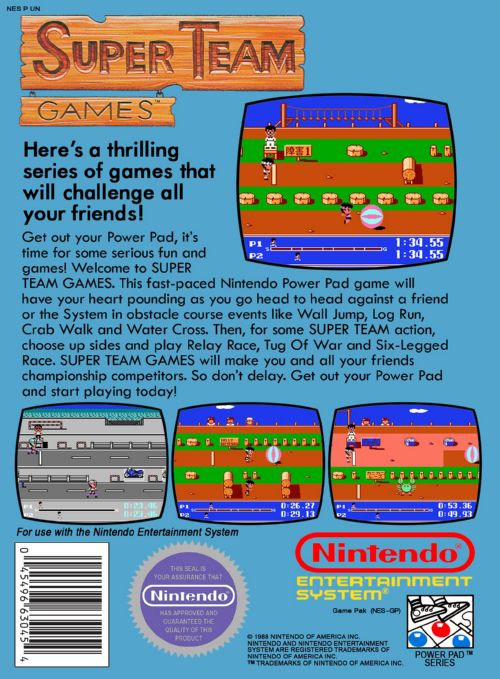 NES P UN
SUPER TEAM
GAMES™
Here's a thrilling
series of games that
will challenge all
your friends!
Get out your Power Pad, it's
time for some serious fun and
games! Welcome to SUPER
TEAM GAMES. This fast-paced Nintendo Power Pad game will
have your heart pounding as you go head to head against a friend
or the System in obstacle course events like Wall Jump, Log Run,
Crab Walk and Water Cross. Then, for some SUPER TEAM action,
choose up sides and play Relay Race, Tug Of War and Six-Legged
Race. SUPER TEAM GAMES will make you and all your friends
championship competitors. So don't delay. Get out your Power Pad
and start playing today!
障害1
P1 1:34.55
P2 1:34.55
P1
P2
P1 0:26.27
P2 0:29.13
P1 0:53.36
P2 0:49.93
For use with the Nintendo Entertainment System
0 45496 63045 4
THIS SEAL IS
YOUR ASSURANCE THAT
Nintendo
HAS APPROVED AND
GUARANTEED THE
QUALITY OF THIS
PRODUCT
Nintendo®
ENTERTAINMENT
SYSTEM®
Game Pak (NES-GP)
© 1988 NINTENDO OF AMERICA INC.
NINTENDO AND NINTENDO ENTERTAINMENT
SYSTEM ARE REGISTERED TRADEMARKS OF
NINTENDO OF AMERICA INC.
™ TRADEMARKS OF NINTENDO OF AMERICA INC.
POWER PAD™
SERIES